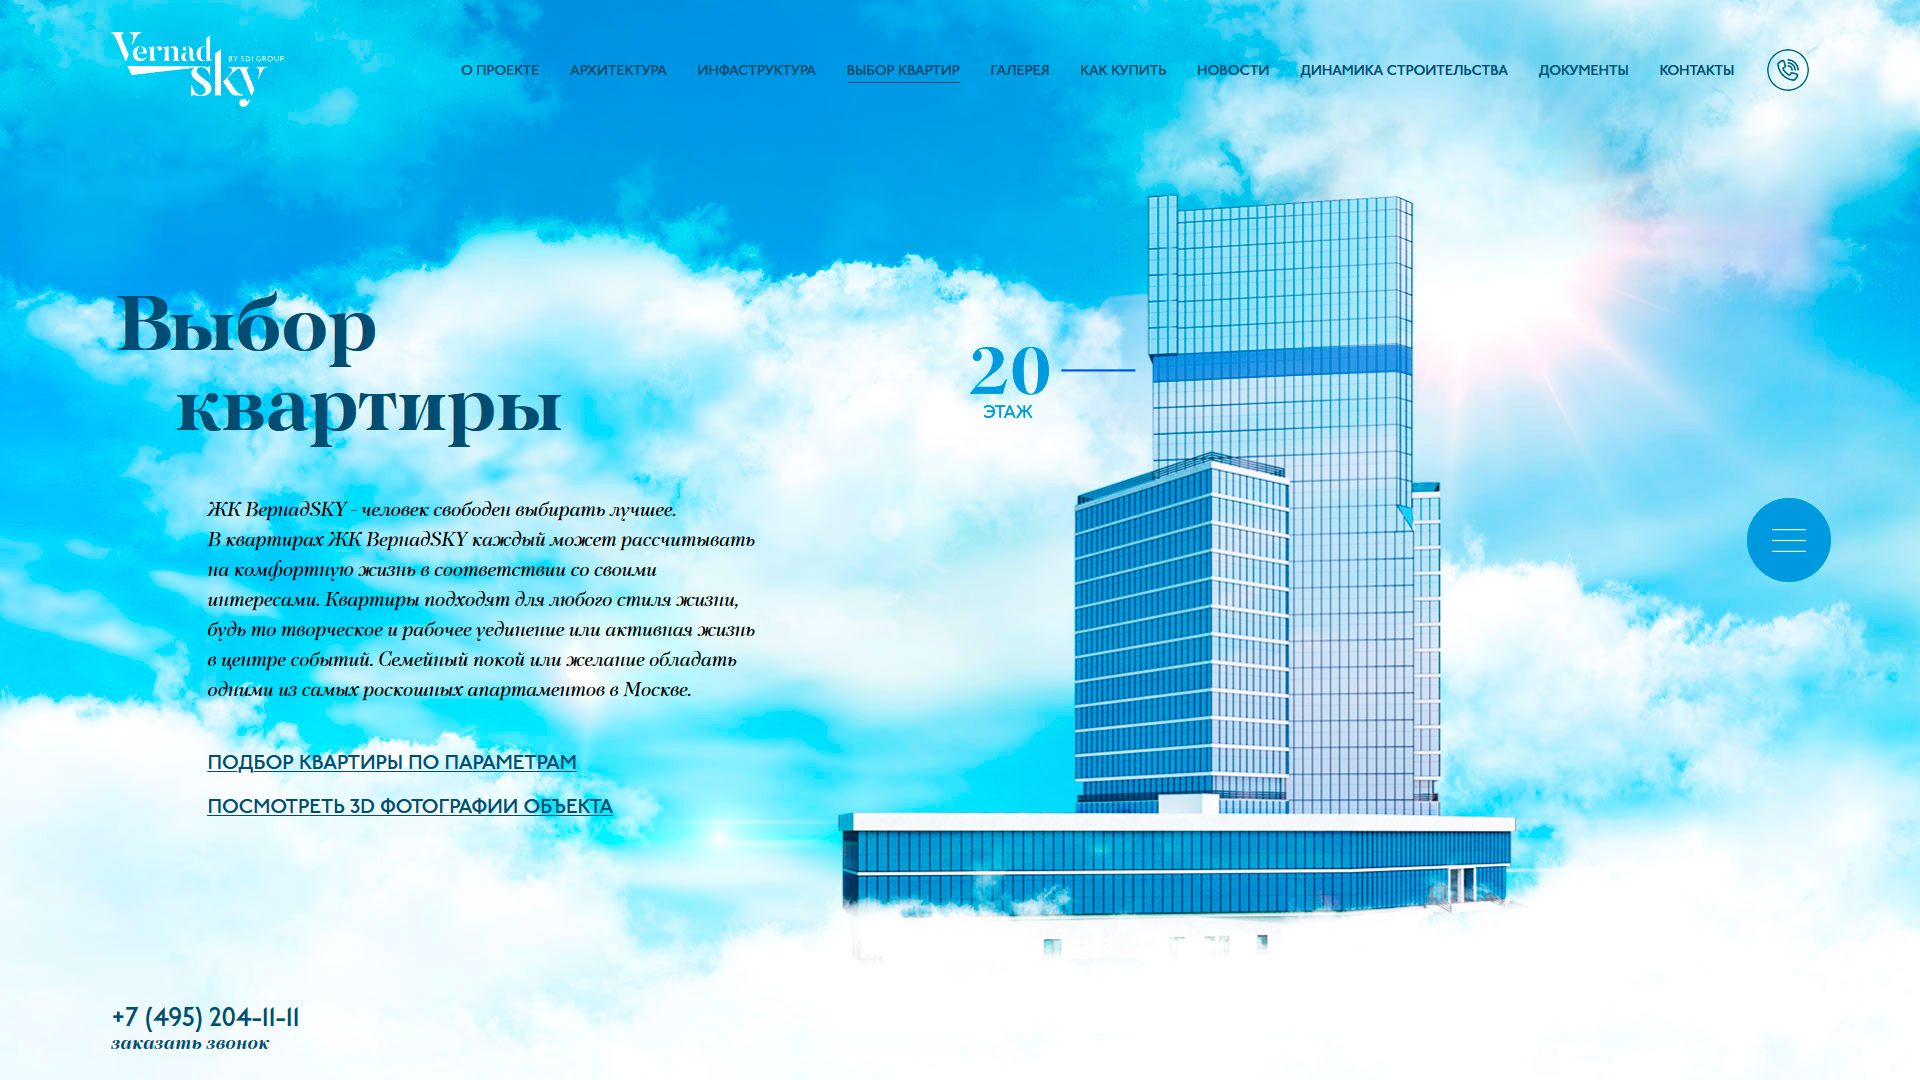 Vernad
sky
BY SDI GROUP
О ПРОЕКТЕ АРХИТЕКТУРА ИНФАСТРУКТУРА ВЫБОР КВАРТИР ГАЛЕРЕЯ КАК КУПИТЬ НОВОСТИ ДИНАМИКА СТРОИТЕЛЬСТВА ДОКУМЕНТЫ КОНТАКТЫ
Выбор
квартиры
20
ЭТАЖ
ЖК ВернадSKY - человек свободен выбирать лучшее.
В квартирах ЖК ВернадSKY каждый может рассчитывать
на комфортную жизнь в соответствии со своими
интересами. Квартиры подходят для любого стиля жизни,
будь то творческое и рабочее уединение или активная жизнь
в центре событий. Семейный покой или желание обладать
одними из самых роскошных апартаментов в Москве.
ПОДБОР КВАРТИРЫ ПО ПАРАМЕТРАМ
ПОСМОТРЕТЬ 3D ФОТОГРАФИИ ОБЪЕКТА
+7 (495) 204-11-11
заказать звонок